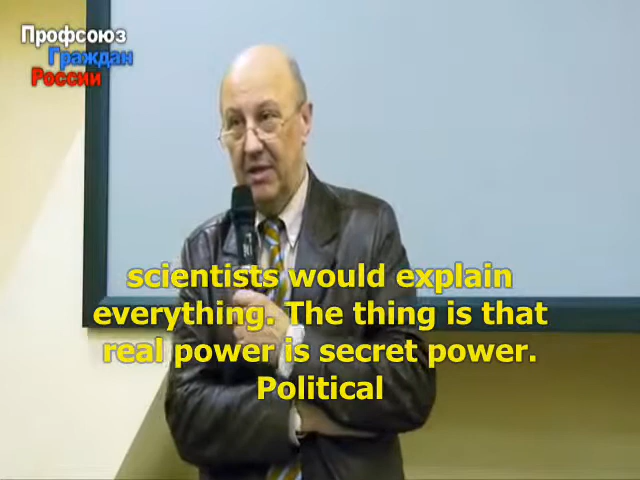 Профсоюз
Граждан
России
scientists would explain
everything. The thing is that
real power is secret power.
Political